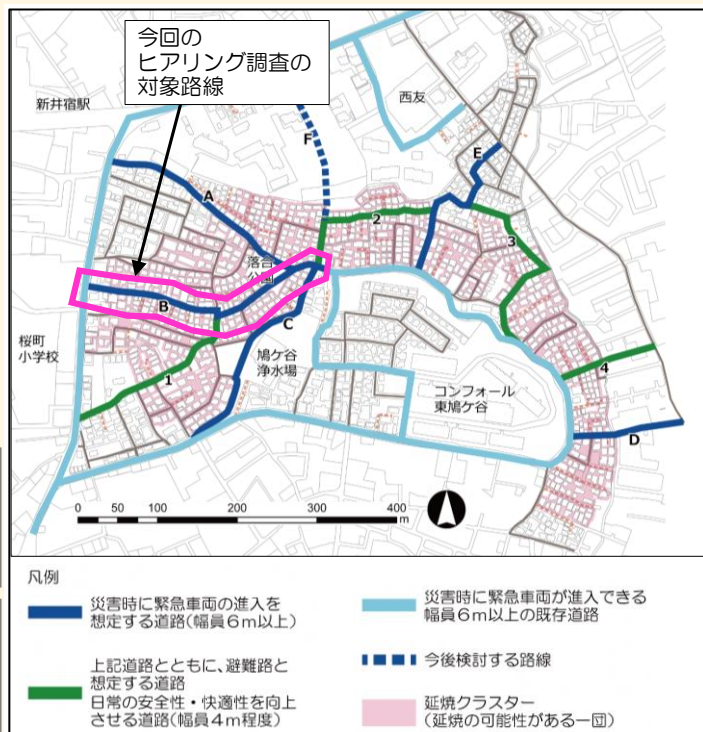 今回の
ヒアリング調査の
対象路線
新井宿駅
西友
F
E
A
2
3
落合
公園
B
C
桜町
小学校
鳩ケ谷
浄水場
1
コンフォール
東鳩ケ谷
4
D
0 50 100 200 300 400
m
凡例
災害時に緊急車両の進入を
想定する道路(幅員6m以上)
災害時に緊急車両が進入できる
幅員6m以上の既存道路
上記道路とともに、避難路と
想定する道路
日常の安全性・快適性を向上
させる道路(幅員4m程度)
今後検討する路線
延焼クラスター
(延焼の可能性がある一団)